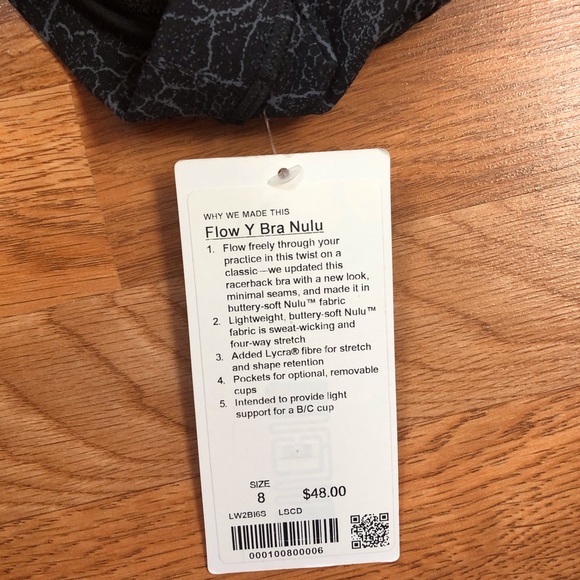 WHY WE MADE THIS
Flow Y Bra Nulu
1. Flow freely through your
practice in this twist on a
classic—we updated this
racerback bra with a new look,
minimal seams, and made it in
buttery-soft Nulu™ fabric
2. Lightweight, buttery-soft Nulu™
fabric is sweat-wicking and
four-way stretch
3. Added Lycra® fibre for stretch
and shape retention
4. Pockets for optional, removable
cups
5. Intended to provide light
support for a B/C cup
SIZE
8 $48.00
LW2BI6S LSCD
000100800006